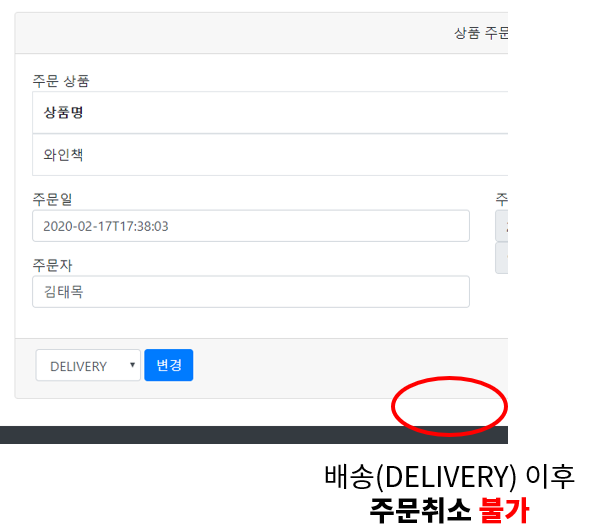 상품 주문
주문 상품
상품명
와인책
주문일
주
2020-02-17T17:38:03
주문자
김태목
DELIVERY
변경
배송(DELIVERY) 이후
주문취소 불가